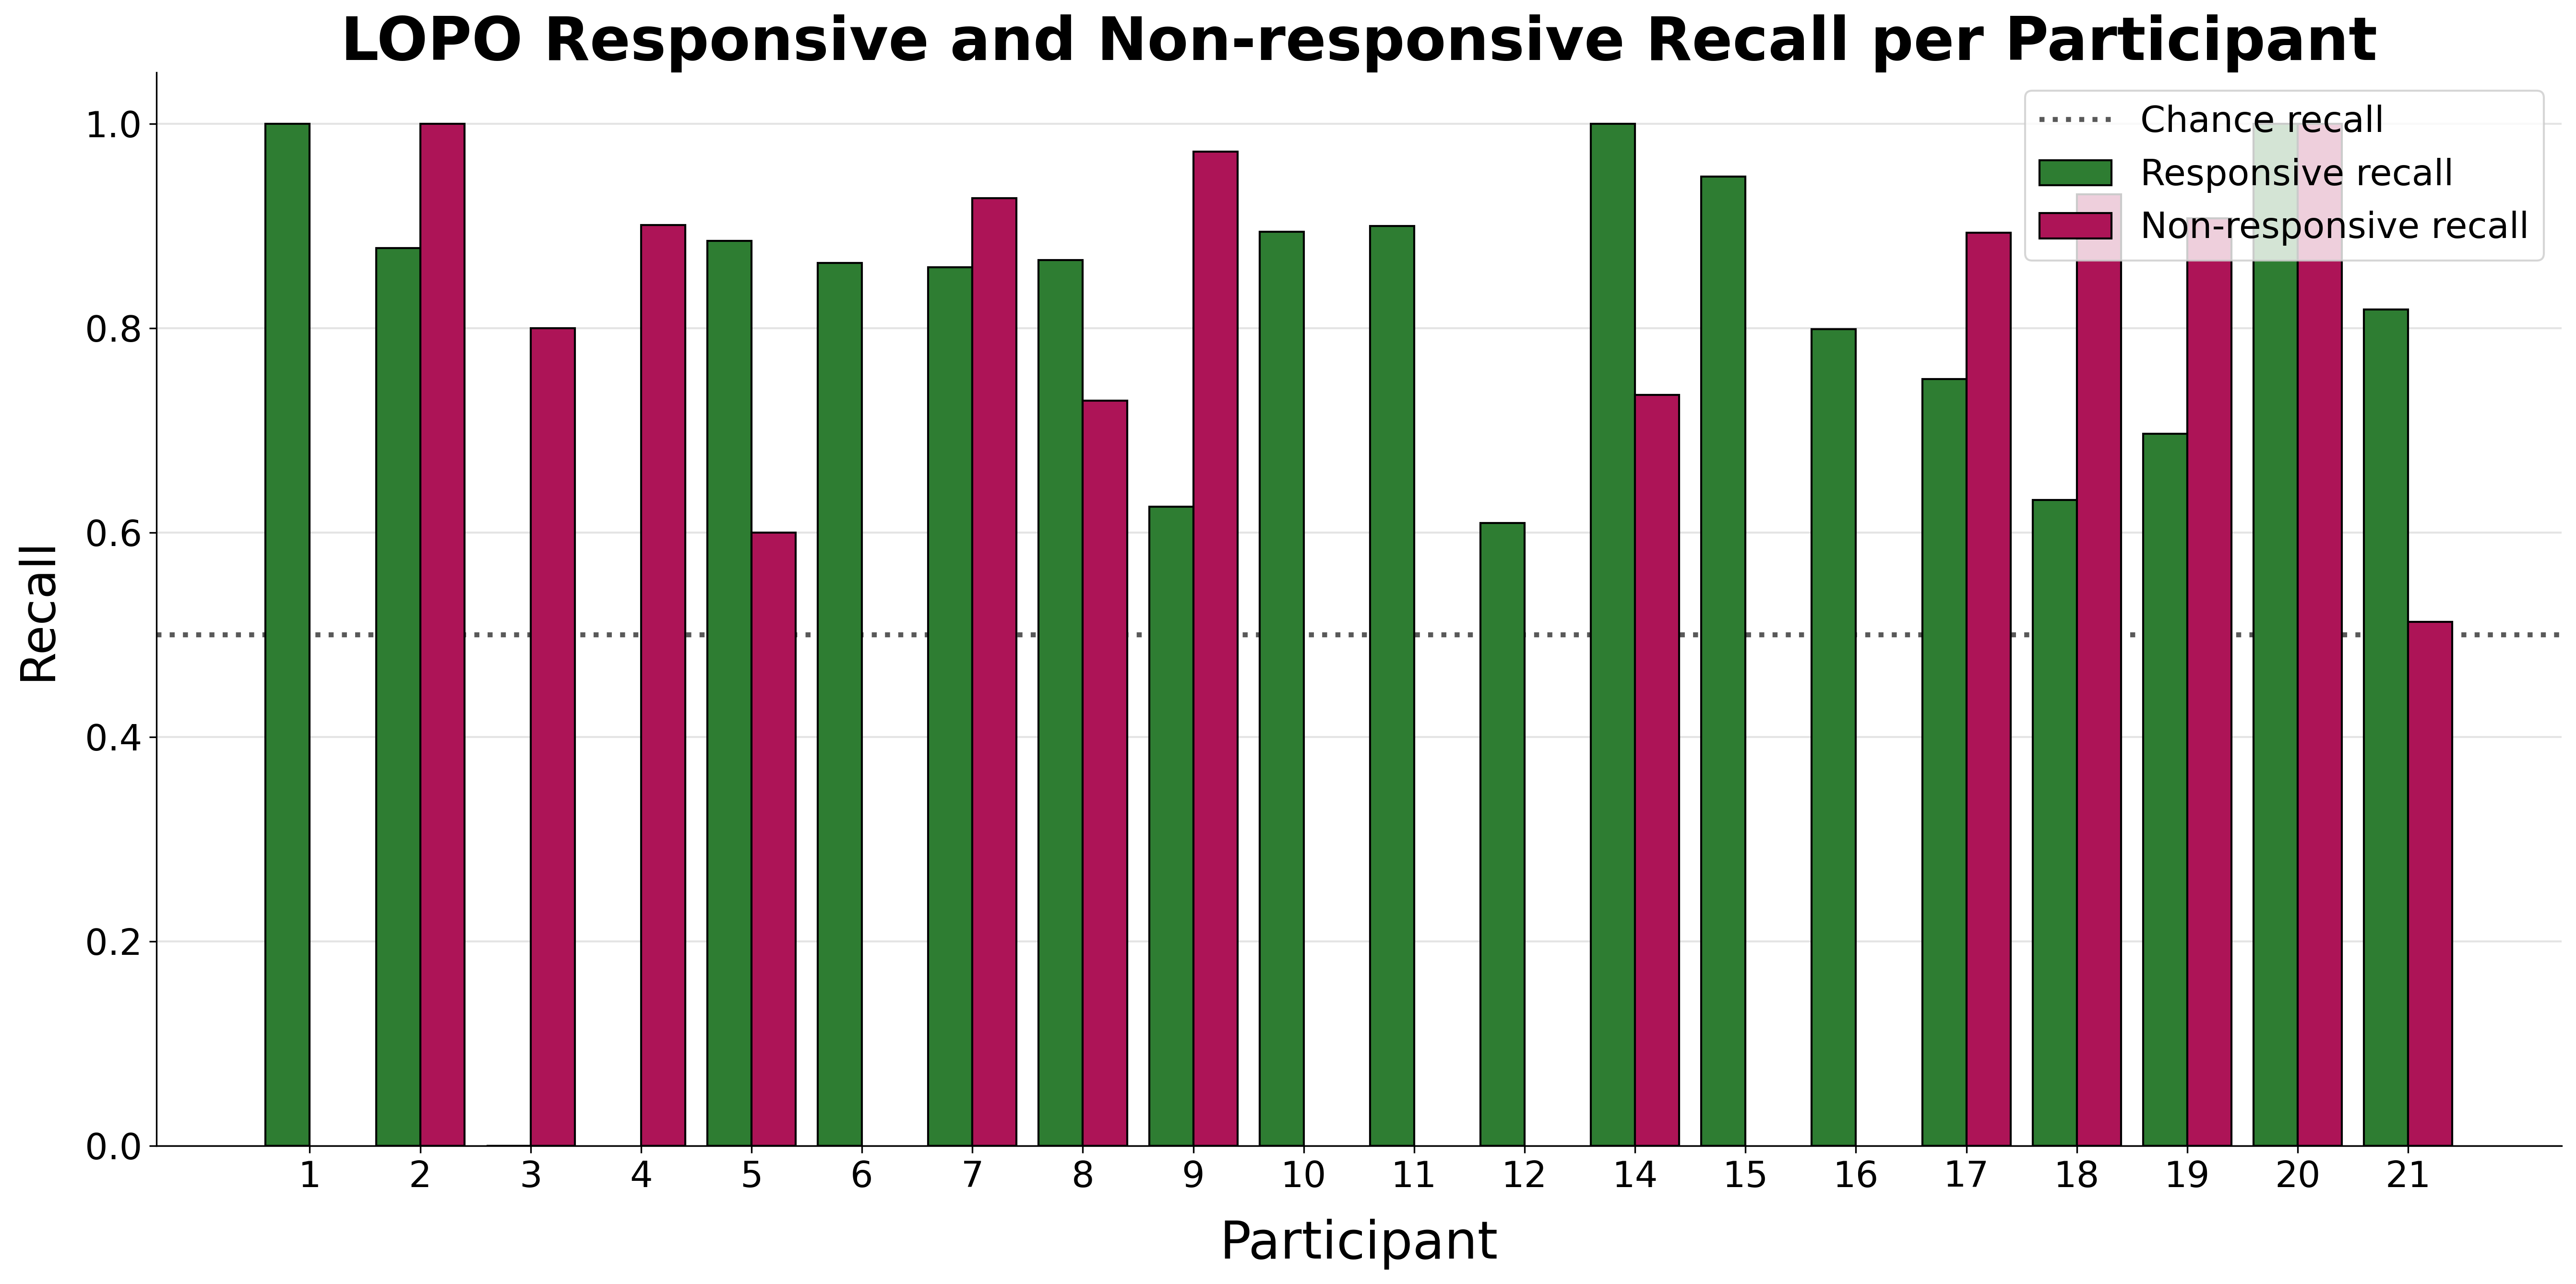 LOPO Responsive and Non-responsive Recall per Participant
Chance recall
Responsive recall
Non-responsive recall
Recall
1.0
0.8
0.6
0.4
0.2
0.0
1 2 3 4 5 6 7 8 9 10 11 12 14 15 16 17 18 19 20 21
Participant